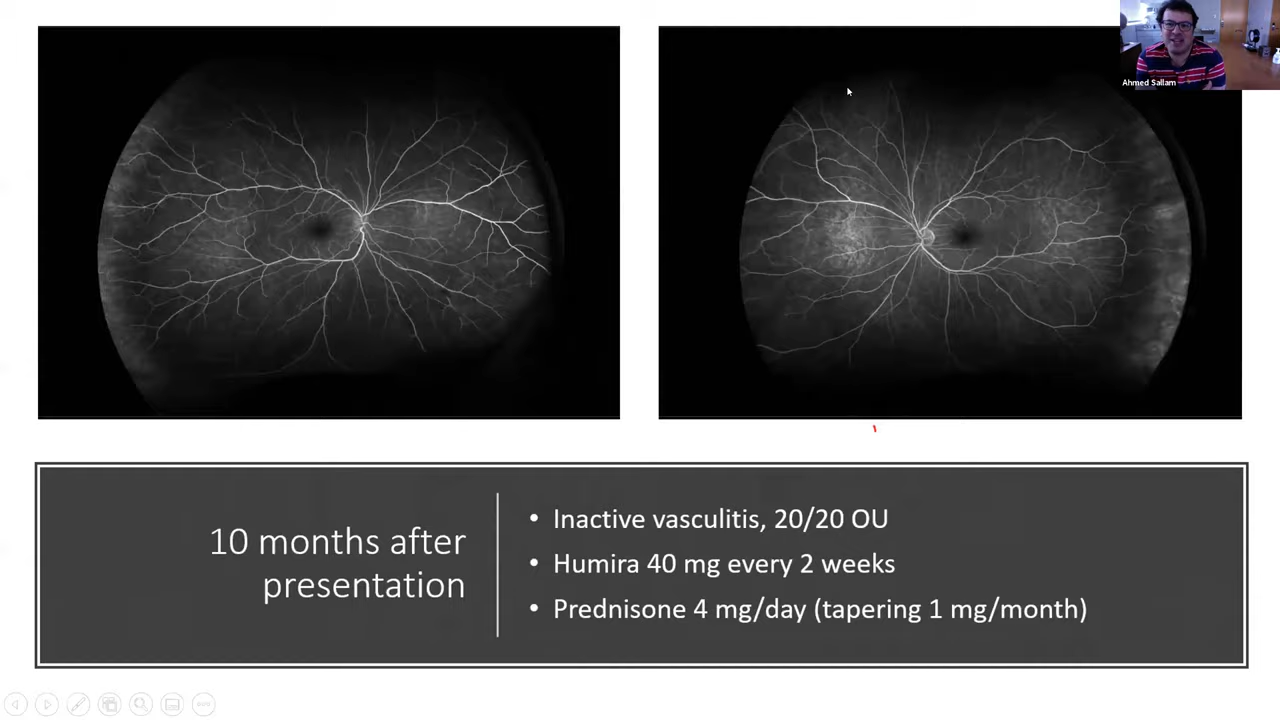 Ahmed Sallam
10 months after
presentation
• Inactive vasculitis, 20/20 OU
• Humira 40 mg every 2 weeks
• Prednisone 4 mg/day (tapering 1 mg/month)